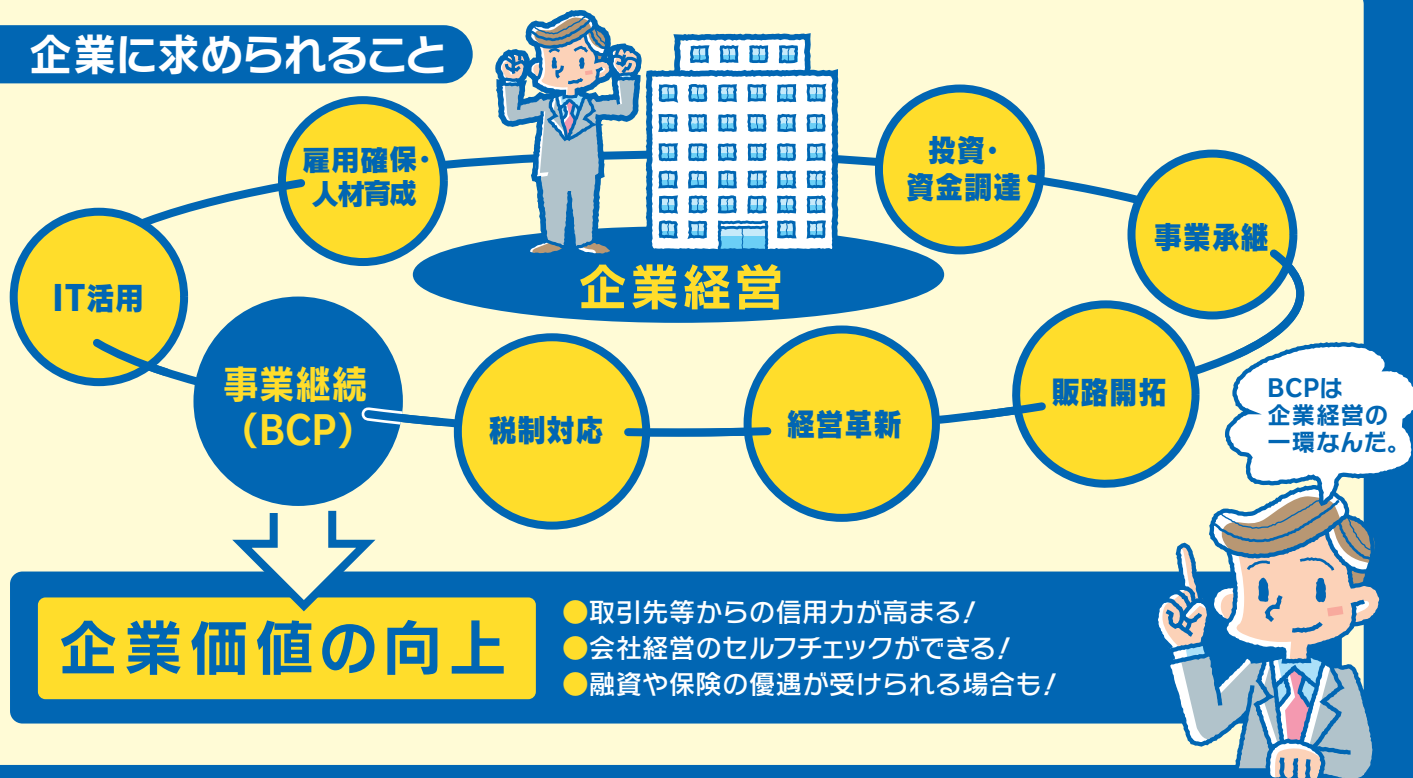 企業に求められること
雇用確保・
人材育成
投資・
資金調達
事業承継
IT活用
企業経営
事業継続
（BCP）
税制対応
経営革新
販路開拓
BCPは
企業経営の
一環なんだ。
企業価値の向上
●取引先等からの信用力が高まる！
●会社経営のセルフチェックができる！
●融資や保険の優遇が受けられる場合も！